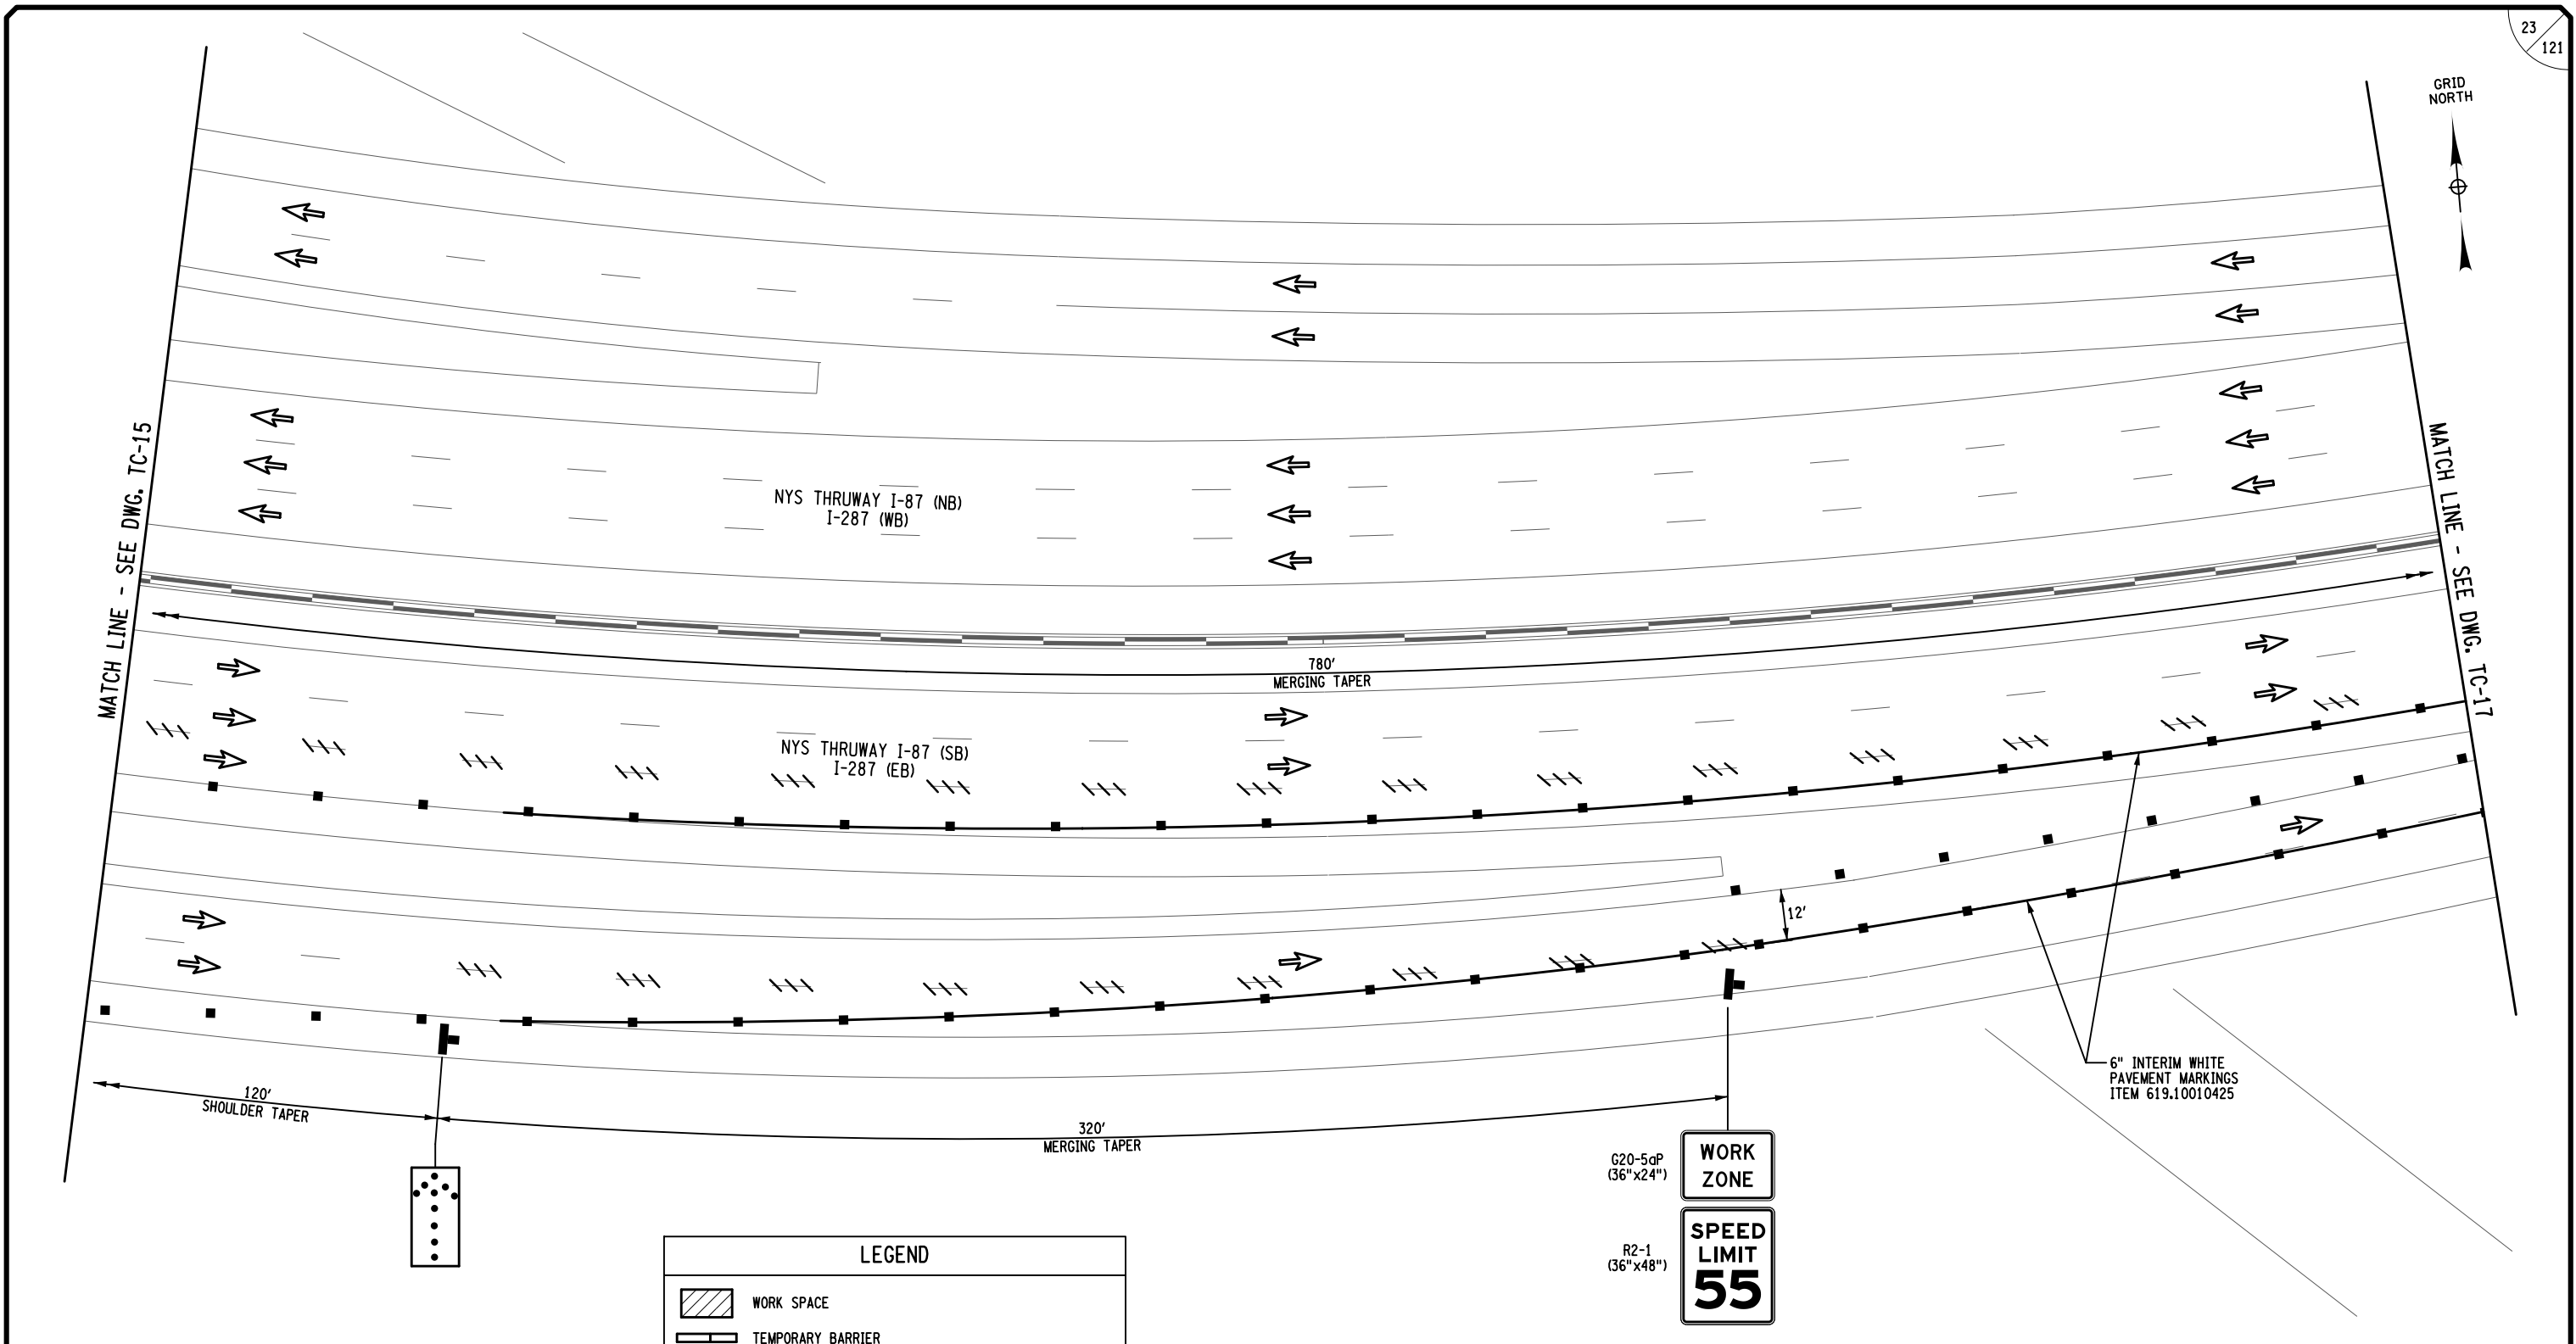 23
121
GRID
NORTH
MATCH LINE - SEE DWG. TC-15
MATCH LINE - SEE DWG. TC-17
NYS THRUWAY I-87 (NB)
I-287 (WB)
780'
MERGING TAPER
NYS THRUWAY I-87 (SB)
I-287 (EB)
12'
6" INTERIM WHITE
PAVEMENT MARKINGS
ITEM 619.10010425
120'
SHOULDER TAPER
320'
MERGING TAPER
G20-5aP
(36"x24")
WORK
ZONE
R2-1
(36"x48")
SPEED
LIMIT
55
LEGEND
WORK SPACE
TEMPORARY BARRIER